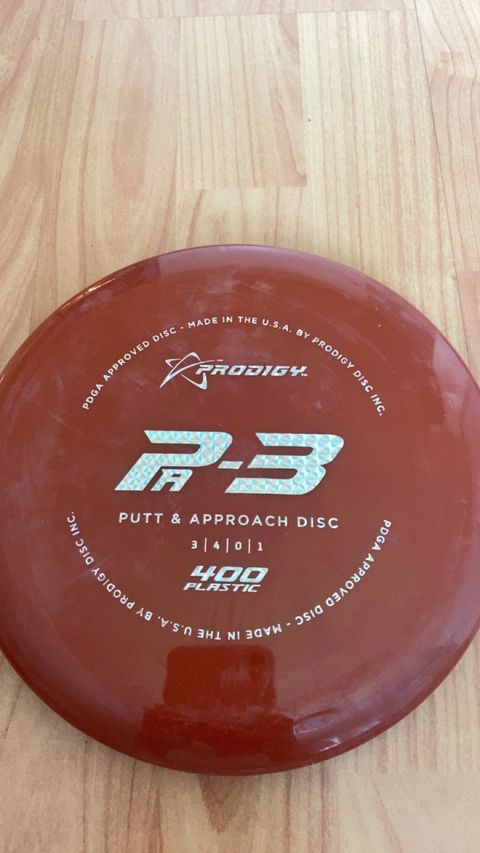 PDGA APPROVED DISC - MADE IN THE U.S.A. BY PRODIGY DISC INC.
PRODIGY™
PA-3
PUTT & APPROACH DISC
3 | 4 | 0 | 1
400
PLASTIC
PDGA APPROVED DISC - MADE IN THE U.S.A. BY PRODIGY DISC INC.